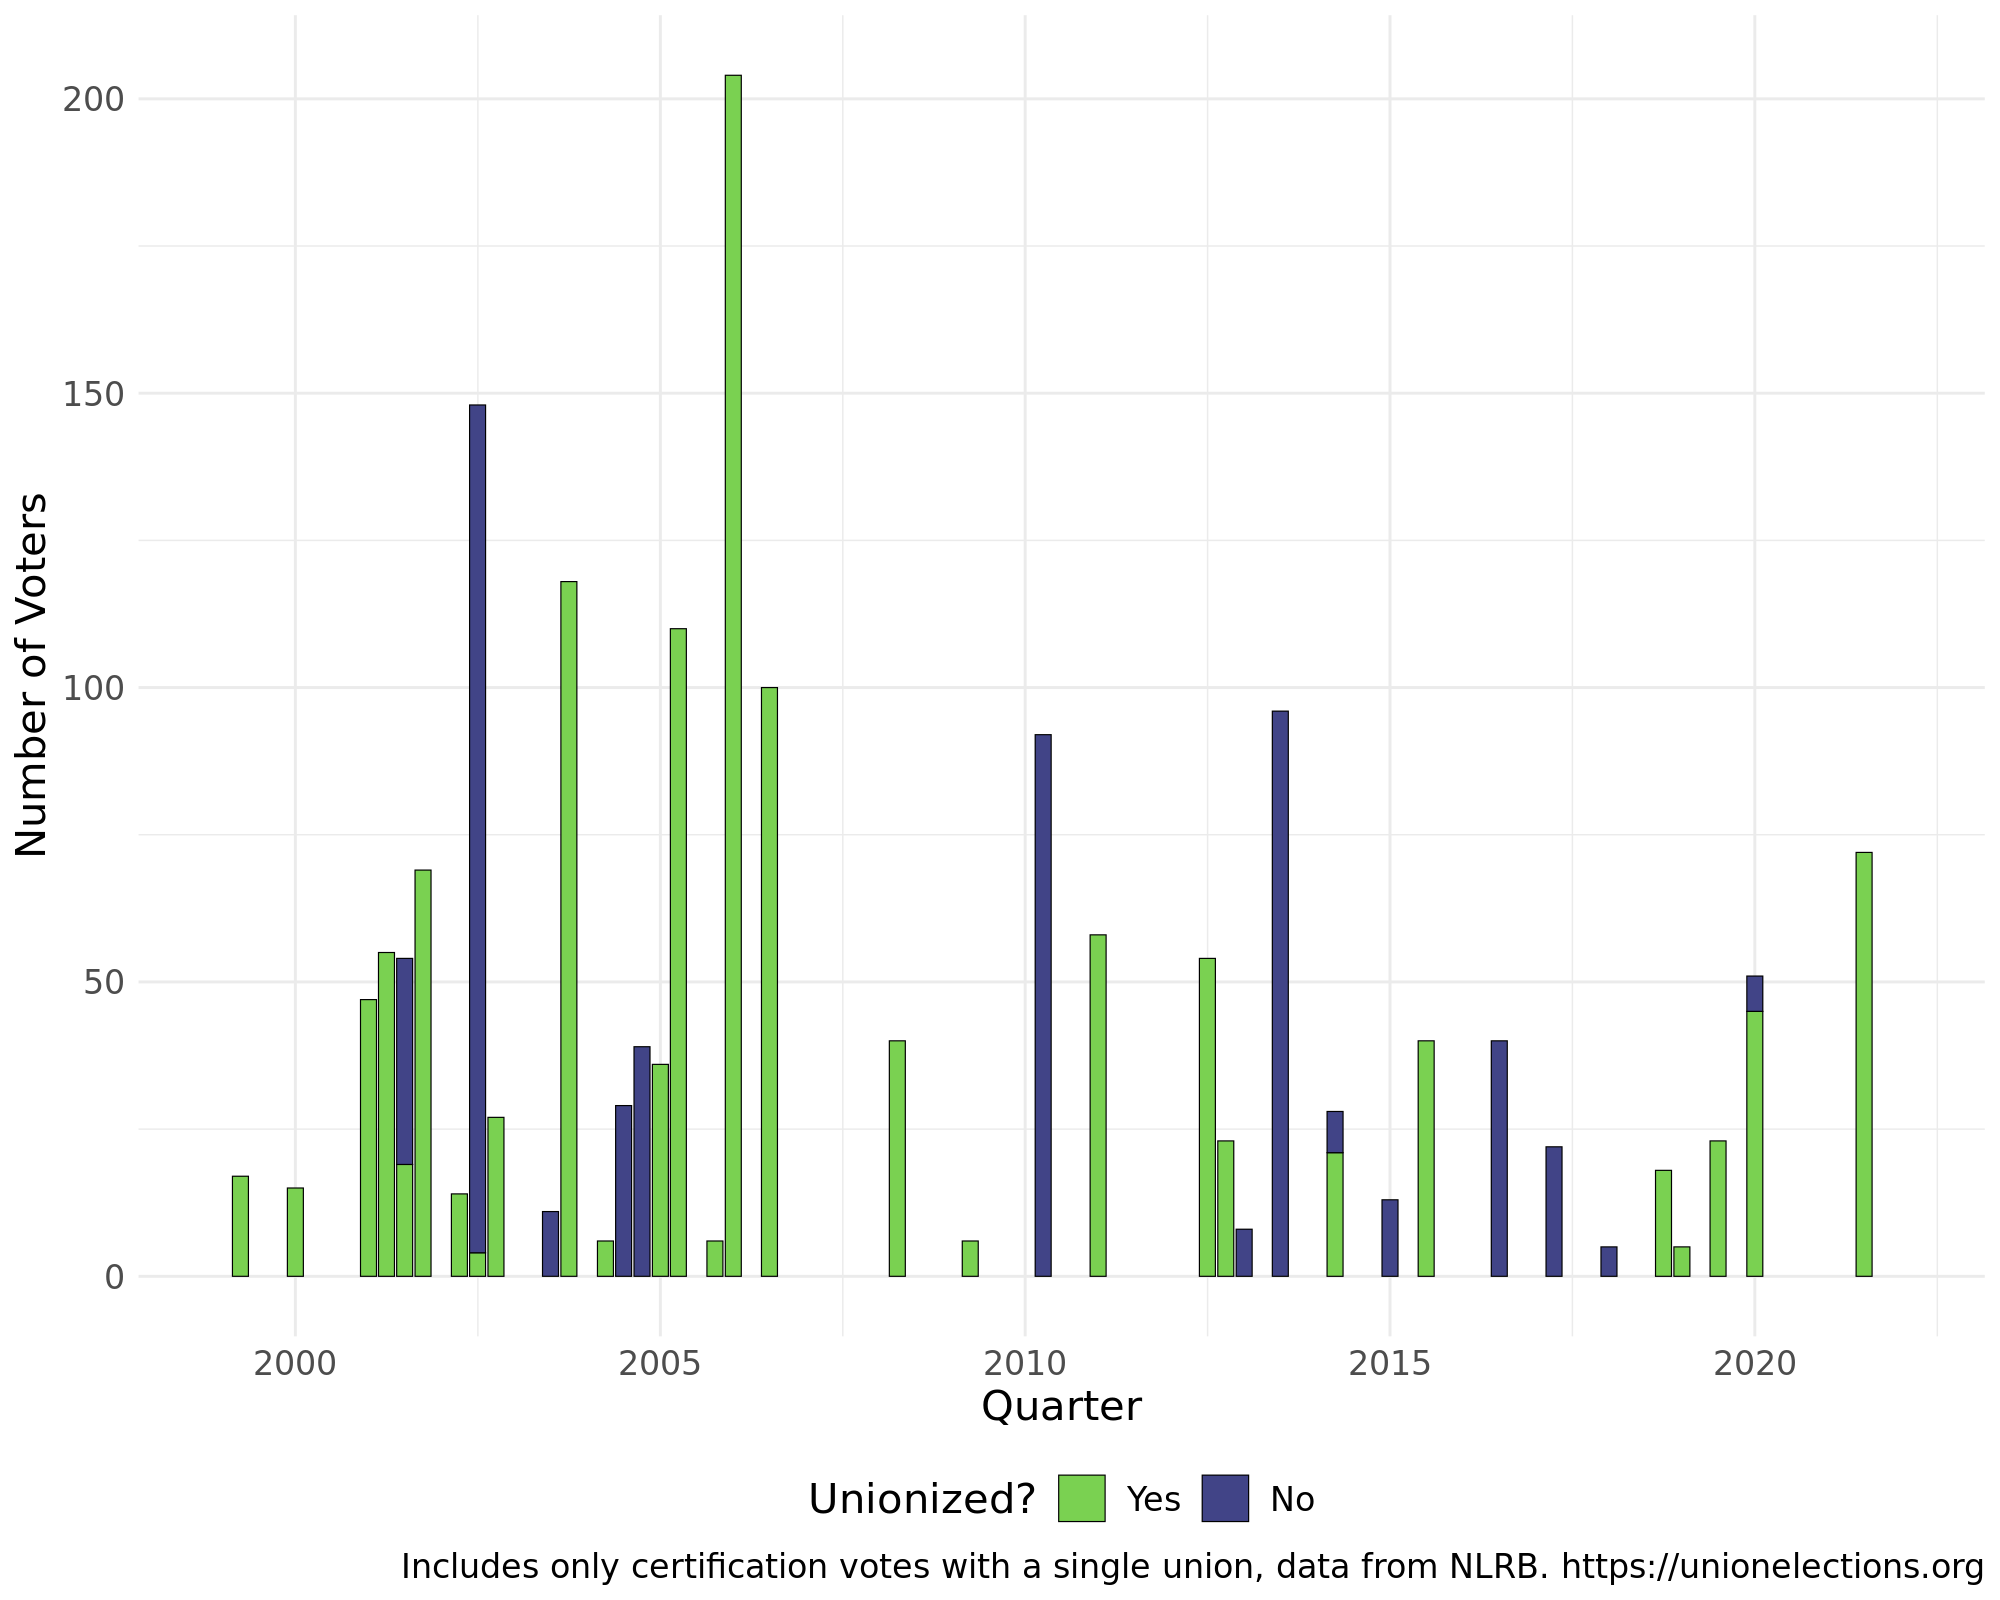 200
150
100
50
0
Number of Voters
2000 2005 2010 2015 2020
Quarter
Unionized? Yes No
Includes only certification votes with a single union, data from NLRB. https://unionelections.org